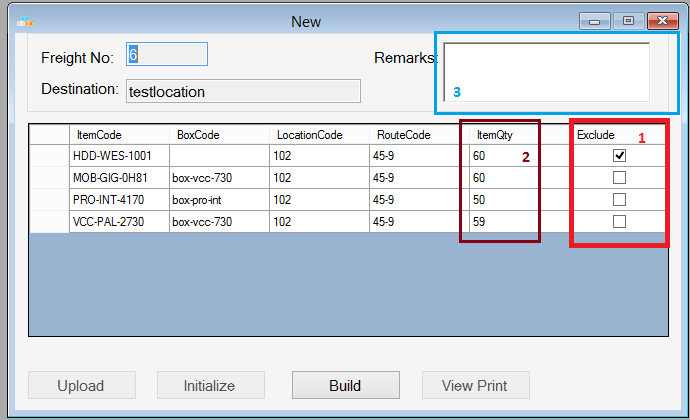 New
Freight No: 6 Remarks:
Destination: testlocation 3
ItemCode BoxCode LocationCode RouteCode ItemQty Exclude 1
HDD-WES-1001 102 45-9 60 2
MOB-GIG-0H81 box-vcc-730 102 45-9 60
PRO-INT-4170 box-pro-int 102 45-9 50
VCC-PAL-2730 box-vcc-730 102 45-9 59
Upload Initialize Build View Print